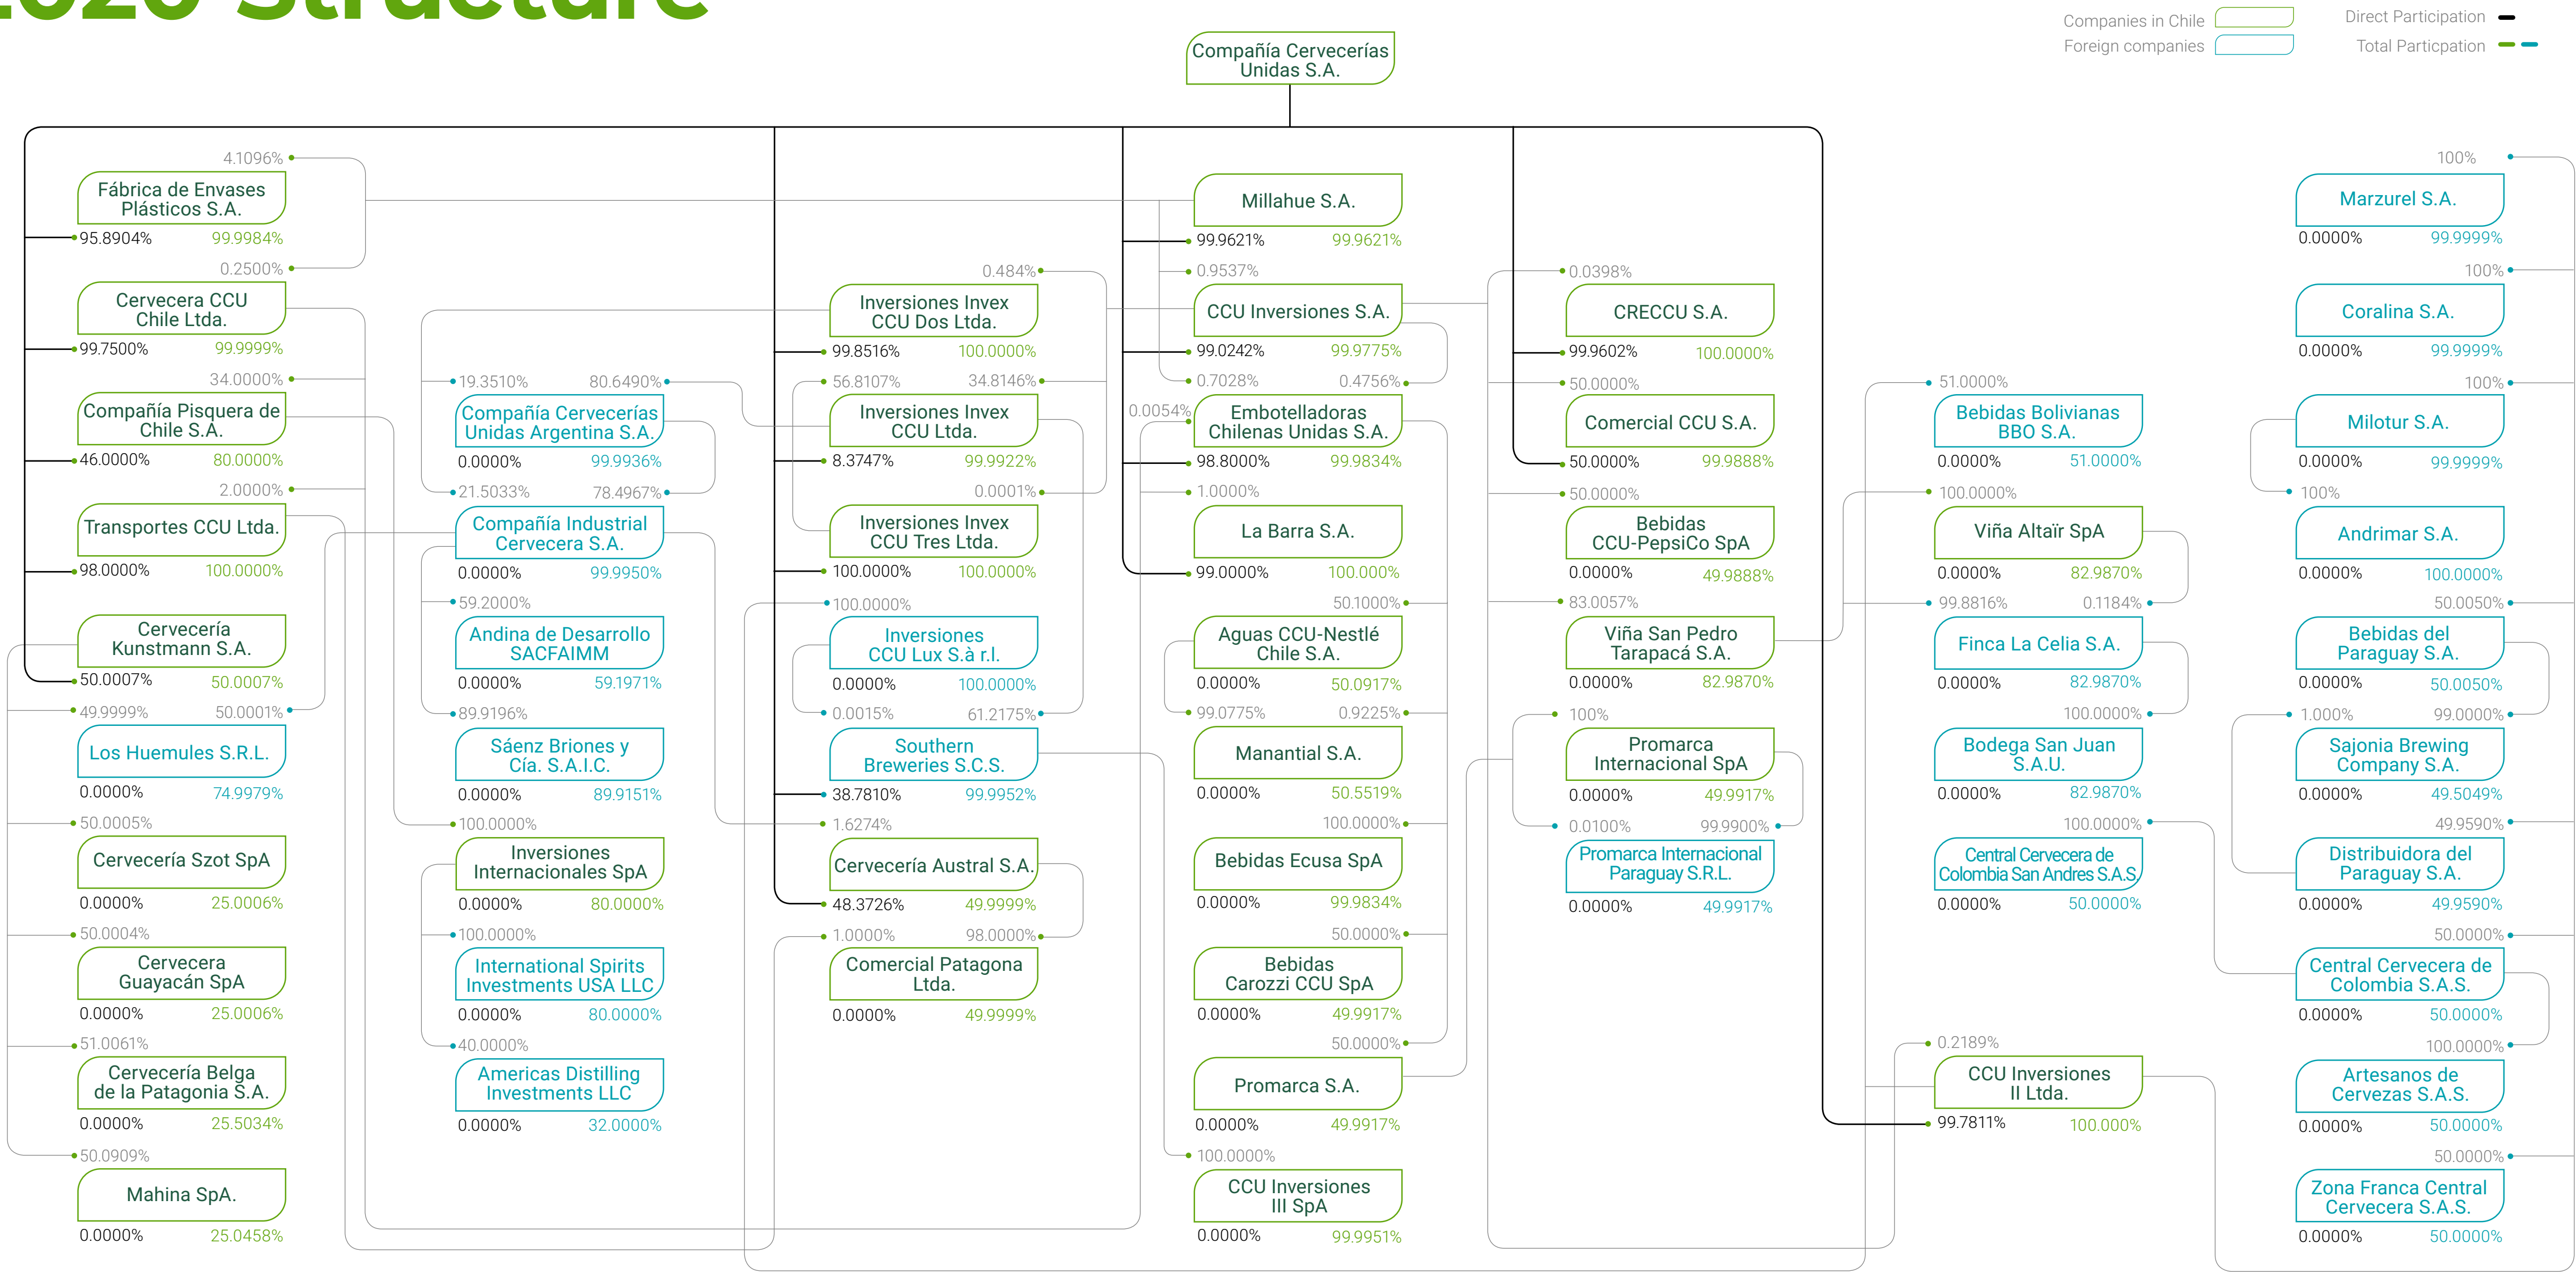 2020 Structure
Companies in Chile
Foreign companies
Direct Participation
Total Particpation
Compañía Cervecerías
Unidas S.A.
4.1096%
Fábrica de Envases
Plásticos S.A.
95.8904% 99.9984%
0.2500%
Cervecera CCU
Chile Ltda.
99.7500% 99.9999%
34.0000%
Compañía Pisquera de
Chile S.A.
46.0000% 80.0000%
2.0000%
Transportes CCU Ltda.
98.0000% 100.0000%
Cervecería
Kunstmann S.A.
50.0007% 50.0007%
49.9999% 50.0001%
Los Huemules S.R.L.
0.0000% 74.9979%
50.0005%
Cervecería Szot SpA
0.0000% 25.0006%
50.0004%
Cervecera
Guayacán SpA
0.0000% 25.0006%
51.0061%
Cervecería Belga
de la Patagonia S.A.
0.0000% 25.5034%
50.0909%
Mahina SpA.
0.0000% 25.0458%
19.3510% 80.6490%
Compañía Cervecerías
Unidas Argentina S.A.
0.0000% 99.9936%
21.5033% 78.4967%
Compañía Industrial
Cervecera S.A.
0.0000% 99.9950%
59.2000%
Andina de Desarrollo
SACFAIMM
0.0000% 59.1971%
89.9196%
Sáenz Briones y
Cía. S.A.I.C.
0.0000% 89.9151%
100.0000%
Inversiones
Internacionales SpA
0.0000% 80.0000%
100.0000%
International Spirits
Investments USA LLC
0.0000% 80.0000%
40.0000%
Americas Distilling
Investments LLC
0.0000% 32.0000%
0.484%
Inversiones Invex
CCU Dos Ltda.
99.8516% 100.0000%
56.8107% 34.8146%
Inversiones Invex
CCU Ltda.
8.3747% 99.9922%
0.0001%
Inversiones Invex
CCU Tres Ltda.
100.0000% 100.0000%
100.0000%
Inversiones
CCU Lux S.à r.l.
0.0000% 100.0000%
0.0015% 61.2175%
Southern
Breweries S.C.S.
38.7810% 99.9952%
1.6274%
Cervecería Austral S.A.
48.3726% 49.9999%
1.0000% 98.0000%
Comercial Patagona
Ltda.
0.0000% 49.9999%
Millahue S.A.
99.9621% 99.9621%
0.9537%
CCU Inversiones S.A.
99.0242% 99.9775%
0.7028% 0.4756%
0.0054%
Embotelladoras
Chilenas Unidas S.A.
98.8000% 99.9834%
1.0000%
La Barra S.A.
99.0000% 100.000%
50.1000%
Aguas CCU-Nestlé
Chile S.A.
0.0000% 50.0917%
99.0775% 0.9225%
Manantial S.A.
0.0000% 50.5519%
100.0000%
Bebidas Ecusa SpA
0.0000% 99.9834%
50.0000%
Bebidas
Carozzi CCU SpA
0.0000% 49.9917%
50.0000%
Promarca S.A.
0.0000% 49.9917%
100.0000%
CCU Inversiones
III SpA
0.0000% 99.9951%
0.0398%
CRECCU S.A.
99.9602% 100.0000%
50.0000%
Comercial CCU S.A.
50.0000% 99.9888%
50.0000%
Bebidas
CCU-PepsiCo SpA
0.0000% 49.9888%
83.0057%
Viña San Pedro
Tarapacá S.A.
0.0000% 82.9870%
100%
Promarca
Internacional SpA
0.0000% 49.9917%
0.0100% 99.9900%
Promarca Internacional
Paraguay S.R.L.
0.0000% 49.9917%
51.0000%
Bebidas Bolivianas
BBO S.A.
0.0000% 51.0000%
100.0000%
Viña Altaïr SpA
0.0000% 82.9870%
99.8816% 0.1184%
Finca La Celia S.A.
0.0000% 82.9870%
100.0000%
Bodega San Juan
S.A.U.
0.0000% 82.9870%
100.0000%
Central Cervecera de
Colombia San Andres S.A.S.
0.0000% 50.0000%
0.2189%
CCU Inversiones
II Ltda.
99.7811% 100.000%
100%
Marzurel S.A.
0.0000% 99.9999%
100%
Coralina S.A.
0.0000% 99.9999%
100%
Milotur S.A.
0.0000% 99.9999%
100%
Andrimar S.A.
0.0000% 100.0000%
50.0050%
Bebidas del
Paraguay S.A.
0.0000% 50.0050%
1.000% 99.0000%
Sajonia Brewing
Company S.A.
0.0000% 49.5049%
49.9590%
Distribuidora del
Paraguay S.A.
0.0000% 49.9590%
50.0000%
Central Cervecera de
Colombia S.A.S.
0.0000% 50.0000%
100.0000%
Artesanos de
Cervezas S.A.S.
0.0000% 50.0000%
50.0000%
Zona Franca Central
Cervecera S.A.S.
0.0000% 50.0000%